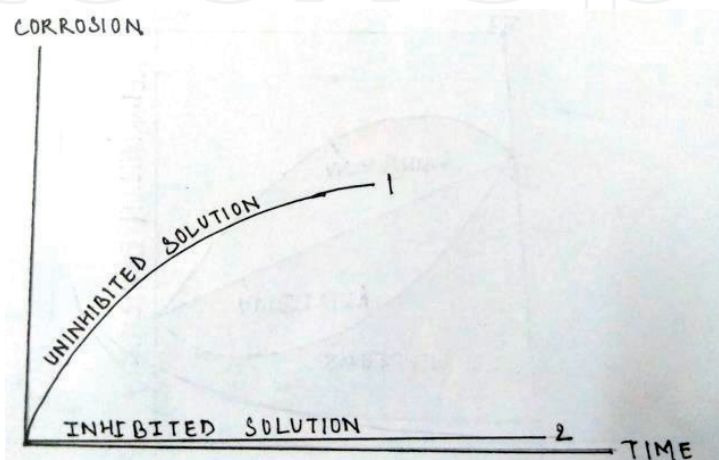 CORROSION
1
UNINHIBITED SOLUTION
INHIBITED SOLUTION
2
TIME